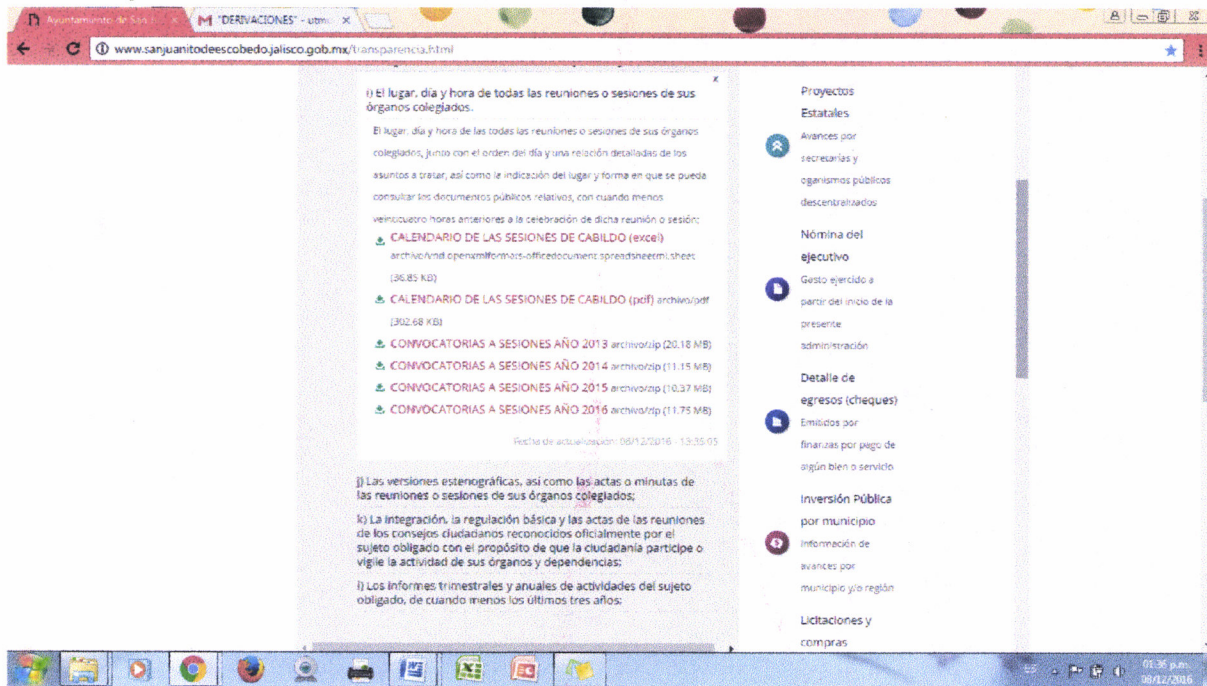 Ayuntamiento de San J
"DERIVACIONES" - utm
www.sanjuanitodeescobedo.jalisco.gob.mx/transparencia.html
i) El lugar, día y hora de todas las reuniones o sesiones de sus
órganos colegiados.
El lugar, día y hora de las todas las reuniones o sesiones de sus órganos
colegiados, junto con el orden del día y una relación detalladas de los
asuntos a tratar, así como la indicación del lugar y forma en que se pueda
consultar los documentos públicos relativos, con cuando menos
veinticuatro horas anteriores a la celebración de dicha reunión o sesión;
CALENDARIO DE LAS SESIONES DE CABILDO (excel)
archivo/vnd.openxmlformats-officedocument.spreadsheetml.sheet
(36.85 KB)
CALENDARIO DE LAS SESIONES DE CABILDO (pdf) archivo/pdf
(302.68 KB)
CONVOCATORIAS A SESIONES AÑO 2013 archivo/zip (20.18 MB)
CONVOCATORIAS A SESIONES AÑO 2014 archivo/zip (11.15 MB)
CONVOCATORIAS A SESIONES AÑO 2015 archivo/zip (10.37 MB)
CONVOCATORIAS A SESIONES AÑO 2016 archivo/zip (11.75 MB)
Fecha de actualización: 08/12/2016 - 13:35:05
j) Las versiones estenográficas, así como las actas o minutas de
las reuniones o sesiones de sus órganos colegiados;
k) La integración, la regulación básica y las actas de las reuniones
de los consejos ciudadanos reconocidos oficialmente por el
sujeto obligado con el propósito de que la ciudadanía participe o
vigile la actividad de sus órganos y dependencias;
l) Los informes trimestrales y anuales de actividades del sujeto
obligado, de cuando menos los últimos tres años;
Proyectos
Estatales
Avances por
secretarías y
oganismos públicos
descentralizados
Nómina del
ejecutivo
Gasto ejercido a
partir del inicio de la
presente
administración
Detalle de
egresos (cheques)
Emitidos por
finanzas por pago de
algún bien o servicio
Inversión Pública
por municipio
Información de
avances por
municipio y/o región
Licitaciones y
compras
ES
01:36 p.m.
08/12/2016